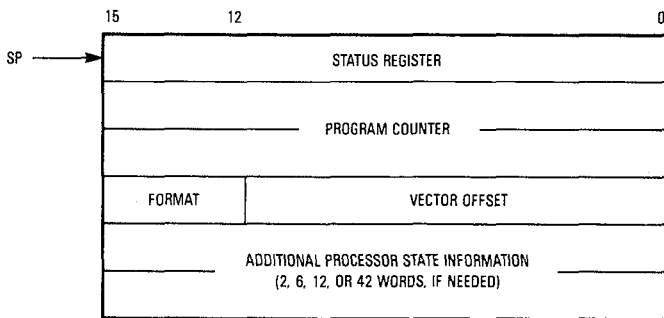 15 12 0
SP
STATUS REGISTER
PROGRAM COUNTER
FORMAT VECTOR OFFSET
ADDITIONAL PROCESSOR STATE INFORMATION
(2, 6, 12, OR 42 WORDS, IF NEEDED)